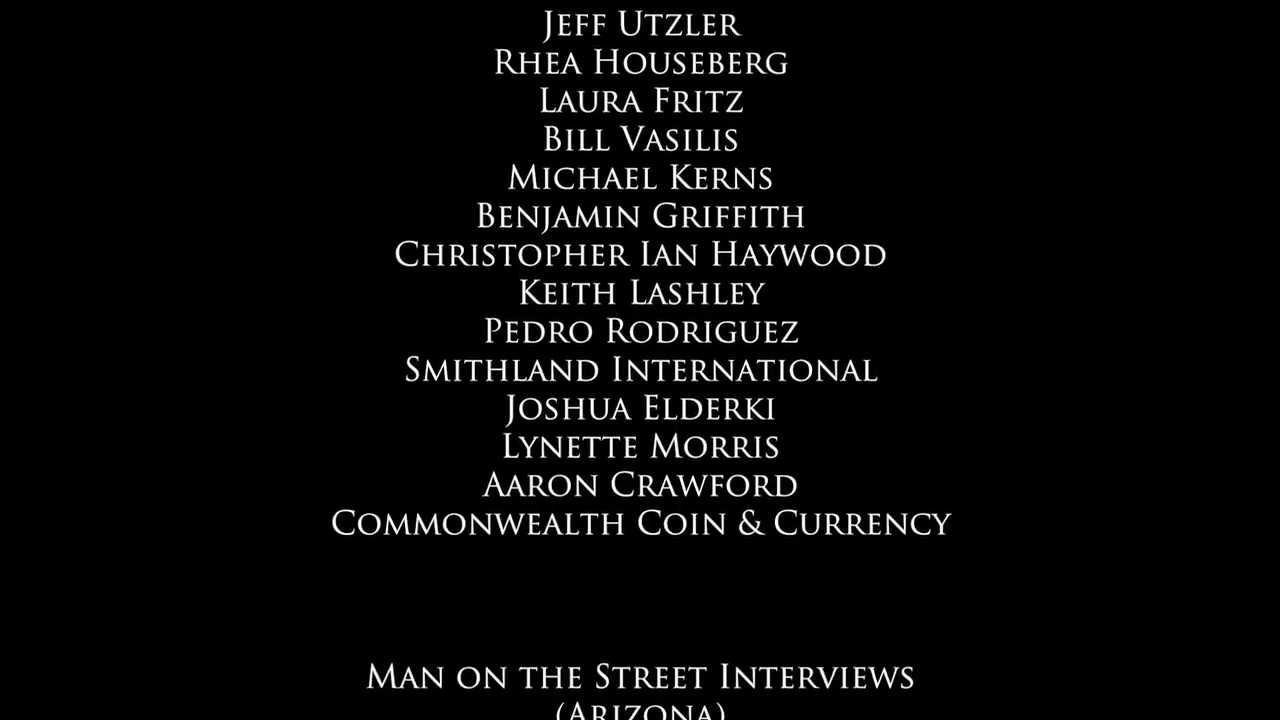 Jeff Utzler
Rhea Houseberg
Laura Fritz
Bill Vasilis
Michael Kerns
Benjamin Griffith
Christopher Ian Haywood
Keith Lashley
Pedro Rodriguez
Smithland International
Joshua Elderki
Lynette Morris
Aaron Crawford
Commonwealth Coin & Currency
Man on the Street Interviews
(Arizona)